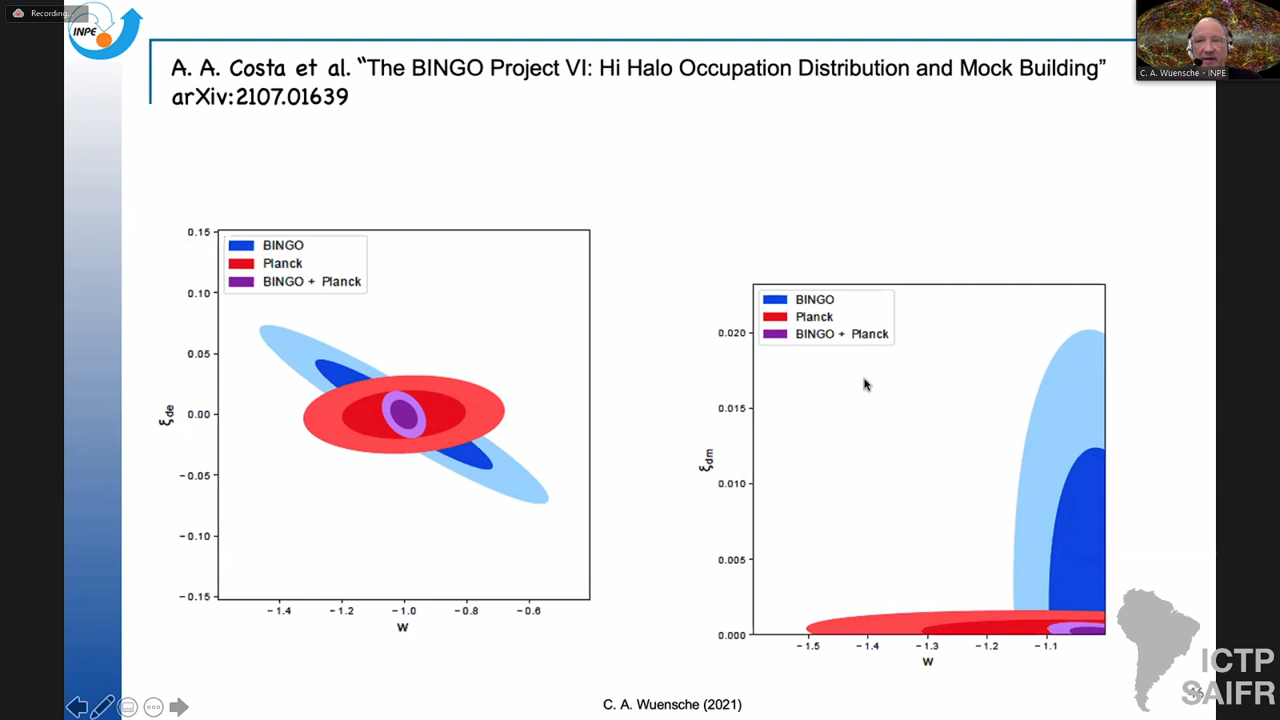 Recording...
INPE
C. A. Wuensche - INPE
A. A. Costa et al. “The BINGO Project VI: Hi Halo Occupation Distribution and Mock Building”
arXiv:2107.01639
BINGO
Planck
BINGO + Planck
0.15
0.10
0.05
0.00
−0.05
−0.10
−0.15
ξde
−1.4 −1.2 −1.0 −0.8 −0.6
w
BINGO
Planck
BINGO + Planck
0.020
0.015
0.010
0.005
0.000
ξdm
−1.5 −1.4 −1.3 −1.2 −1.1
w
C. A. Wuensche (2021)
ICTP
SAIFR